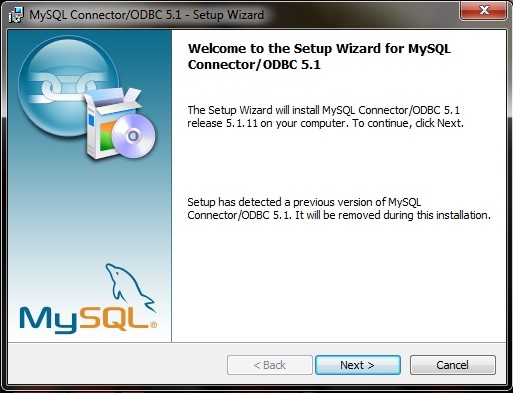 MySQL Connector/ODBC 5.1 - Setup Wizard
Welcome to the Setup Wizard for MySQL
Connector/ODBC 5.1
The Setup Wizard will install MySQL Connector/ODBC 5.1
release 5.1.11 on your computer. To continue, click Next.
Setup has detected a previous version of MySQL
Connector/ODBC 5.1. It will be removed during this installation.
MySQL®
< Back
Next >
Cancel